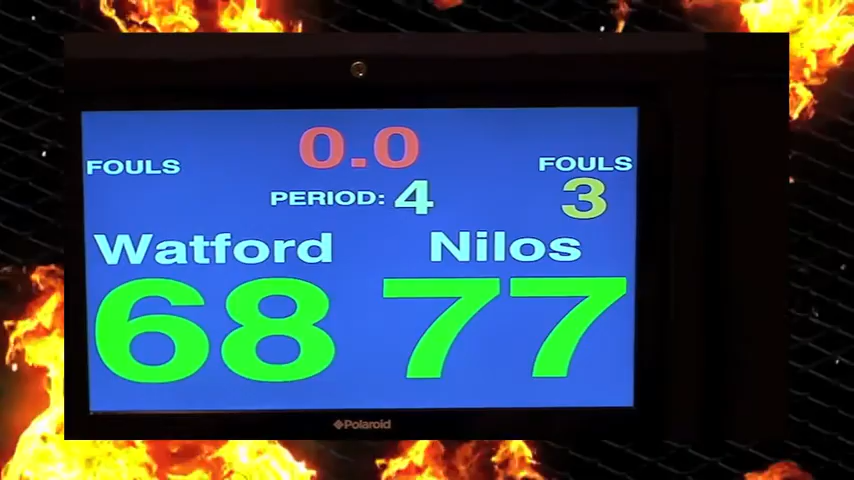 0.0
FOULS
FOULS
PERIOD: 4
3
Watford
Nilos
68
77
Polaroid